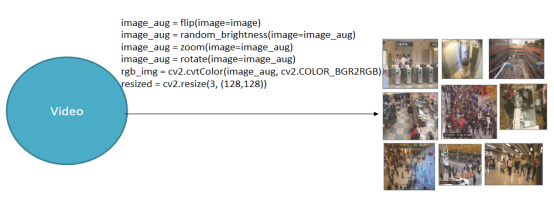 image_aug = flip(image=image)
image_aug = random_brightness(image=image_aug)
image_aug = zoom(image=image_aug)
image_aug = rotate(image=image_aug)
rgb_img = cv2.cvtColor(image_aug, cv2.COLOR_BGR2RGB)
resized = cv2.resize(3, (128,128))
Video